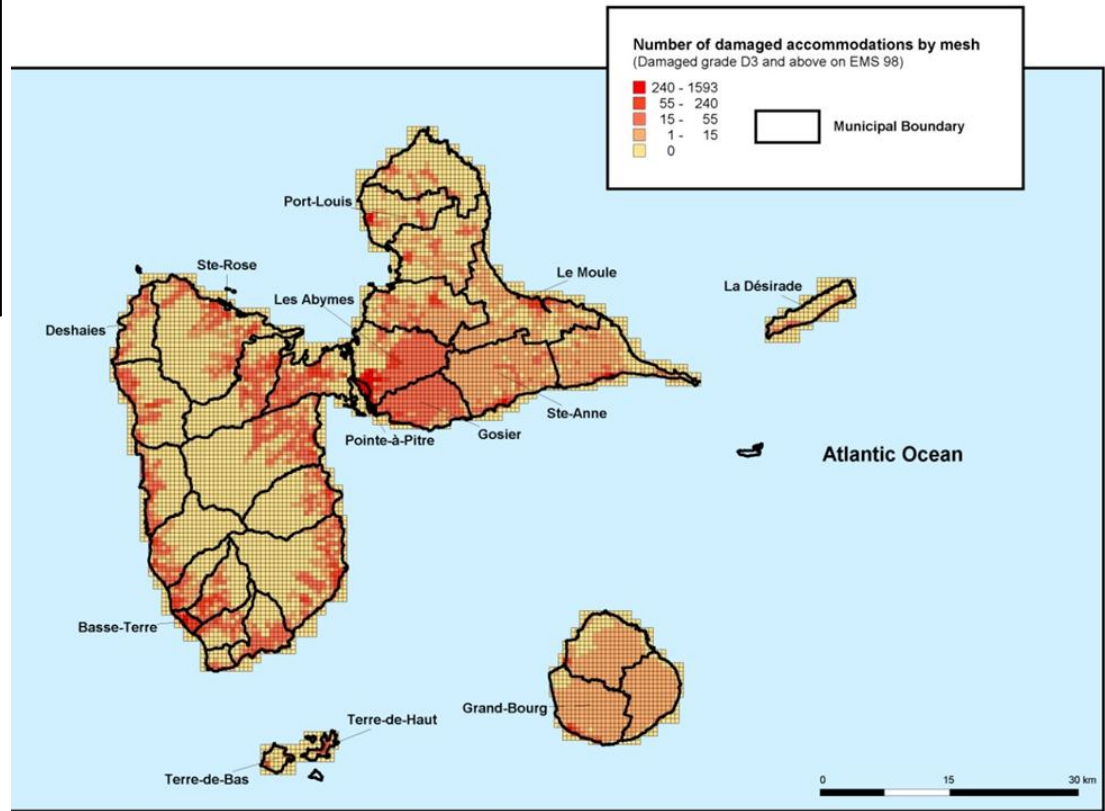 Number of damaged accommodations by mesh
(Damaged grade D3 and above on EMS 98)
240 - 1593
55 - 240
15 - 55
1 - 15
0
Municipal Boundary
Port-Louis
Ste-Rose
Le Moule
La Désirade
Les Abymes
Deshaies
Ste-Anne
Pointe-à-Pitre
Gosier
Atlantic Ocean
Basse-Terre
Grand-Bourg
Terre-de-Haut
Terre-de-Bas
0 15 30 km